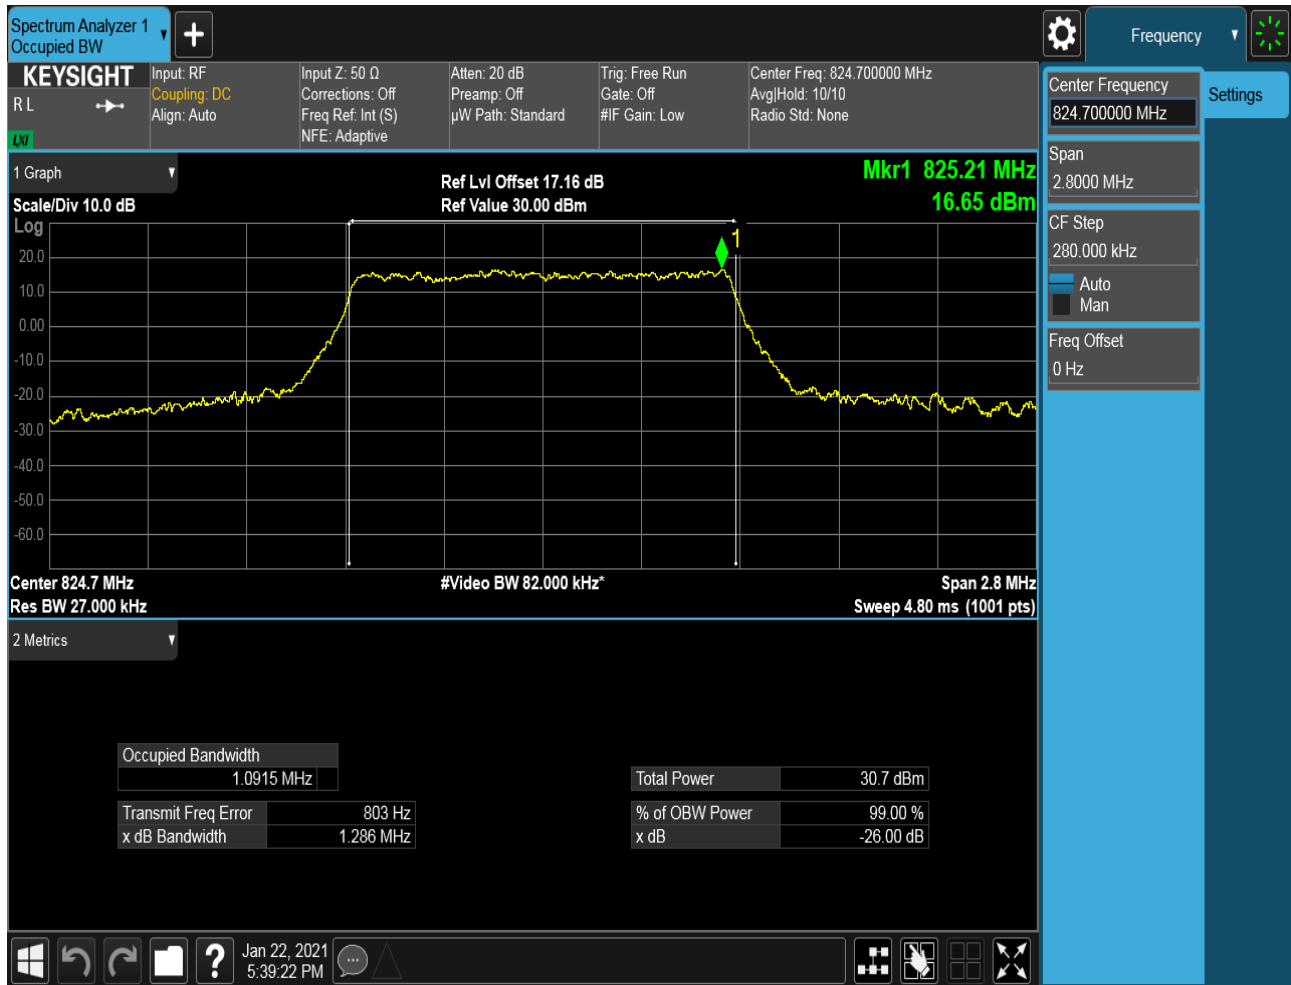 Spectrum Analyzer 1
Occupied BW
Frequency
KEYSIGHT
R L
LXI
Input: RF
Coupling: DC
Align: Auto
Input Z: 50 Ω
Corrections: Off
Freq Ref: Int (S)
NFE: Adaptive
Atten: 20 dB
Preamp: Off
µW Path: Standard
Trig: Free Run
Gate: Off
#IF Gain: Low
Center Freq: 824.700000 MHz
Avg|Hold: 10/10
Radio Std: None
Center Frequency
824.700000 MHz
Settings
Span
2.8000 MHz
CF Step
280.000 kHz
Auto
Man
Freq Offset
0 Hz
1 Graph
Scale/Div 10.0 dB
Ref Lvl Offset 17.16 dB
Ref Value 30.00 dBm
Mkr1 825.21 MHz
16.65 dBm
Log
1
20.0
10.0
0.00
-10.0
-20.0
-30.0
-40.0
-50.0
-60.0
Center 824.7 MHz
#Video BW 82.000 kHz*
Span 2.8 MHz
Res BW 27.000 kHz
Sweep 4.80 ms (1001 pts)
2 Metrics
Occupied Bandwidth
1.0915 MHz
Transmit Freq Error 803 Hz
x dB Bandwidth 1.286 MHz
Total Power 30.7 dBm
% of OBW Power 99.00 %
x dB -26.00 dB
?
Jan 22, 2021
5:39:22 PM